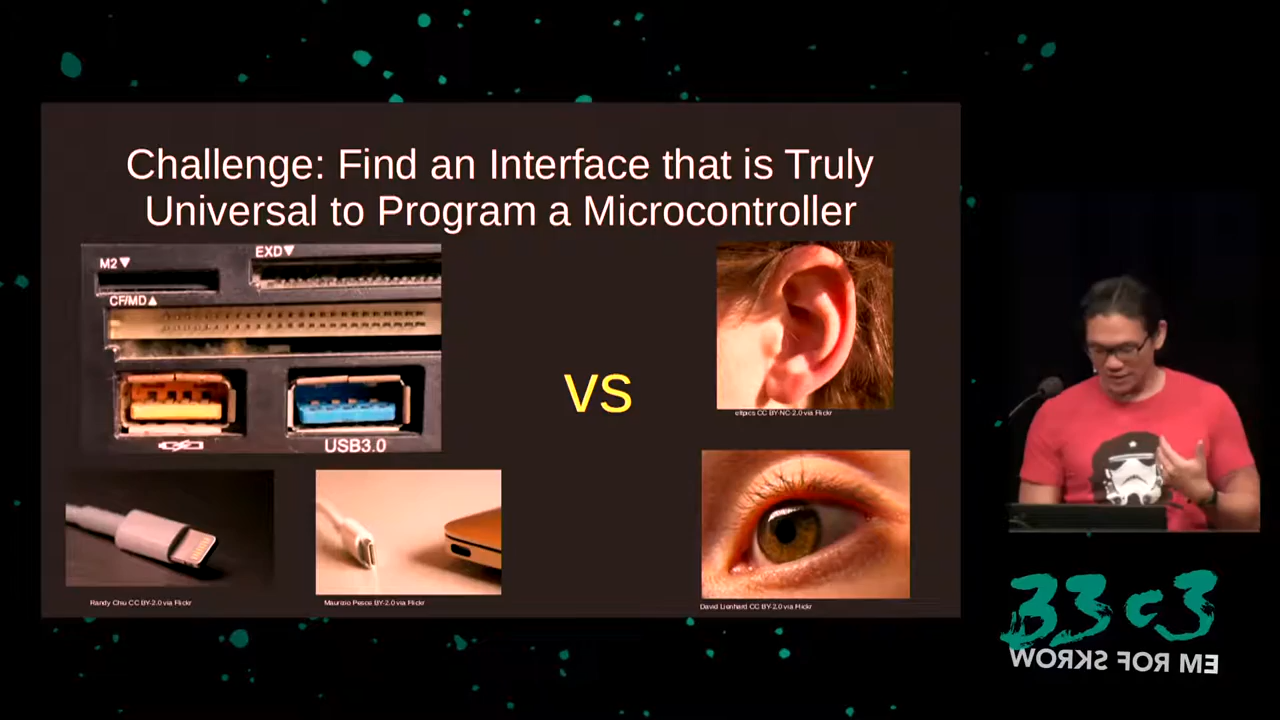 Challenge: Find an Interface that is Truly
Universal to Program a Microcontroller
M2▼
EXD▼
CF/MD▲
USB3.0
vs
eltpics CC BY-NC-2.0 via Flickr
Randy Chiu CC BY-2.0 via Flickr
Maurizio Pesce BY-2.0 via Flickr
David Lienhard CC BY-2.0 via Flickr
33c3
WORKS FOR ME